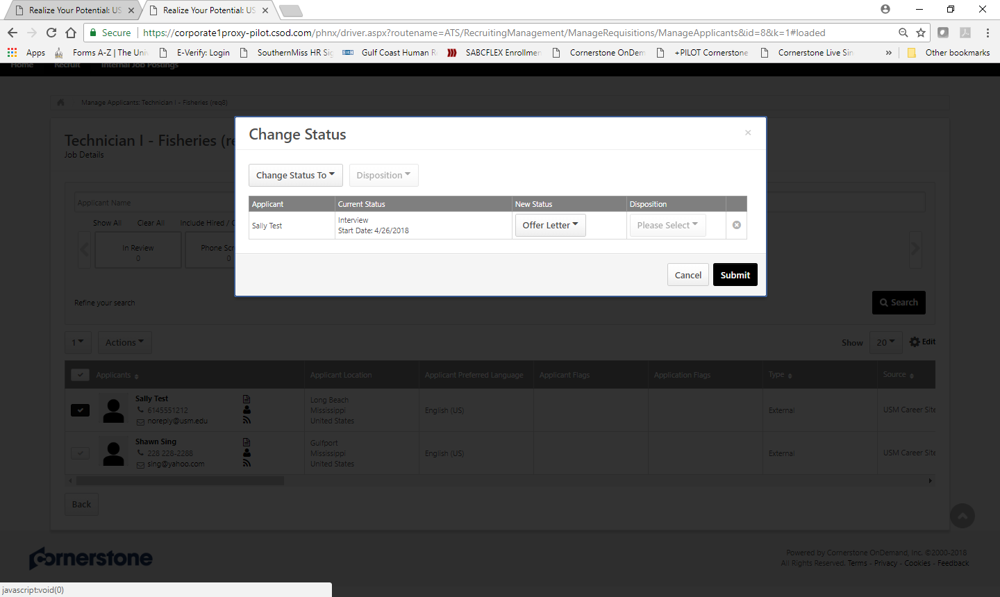 Realize Your Potential: US
Realize Your Potential: US
Secure
https://corporate1proxy-pilot.csod.com/phnx/driver.aspx?routename=ATS/RecruitingManagement/ManageRequisitions/ManageApplicants&id=8&k=1#loaded
Apps
Forms A-Z | The Univ
E-Verify: Login
SouthernMiss HR Sig
SHRM
Gulf Coast Human R
SABCFLEX Enrollmen
Cornerstone OnDem
+PILOT Cornerstone
Cornerstone Live Sin
»
Other bookmarks
Home
Recruit
Internal Job Postings
Manage Applicants: Technician I - Fisheries (req8)
Technician I - Fisheries (re
Job Details
Change Status
×
Change Status To
Disposition
Applicant
Current Status
New Status
Disposition
Sally Test
Interview
Start Date: 4/26/2018
Offer Letter
Please Select
Cancel
Submit
Applicant Name
Show All
Clear All
Include Hired / C
In Review
0
Phone Scr
0
Refine your search
Search
1
Actions
Show
20
Edit
Applicants
Applicant Location
Applicant Preferred Language
Applicant Flags
Application Flags
Type
Source
Sally Test
6145551212
noreply@usm.edu
Long Beach
Mississippi
United States
English (US)
External
USM Career Site
Shawn Sing
228 228-2288
sing@yahoo.com
Gulfport
Mississippi
United States
English (US)
External
USM Career Site
Back
cornerstone
Powered by Cornerstone OnDemand, Inc. ©2000-2018
All Rights Reserved. Terms - Privacy - Cookies - Feedback
javascript:void(0)